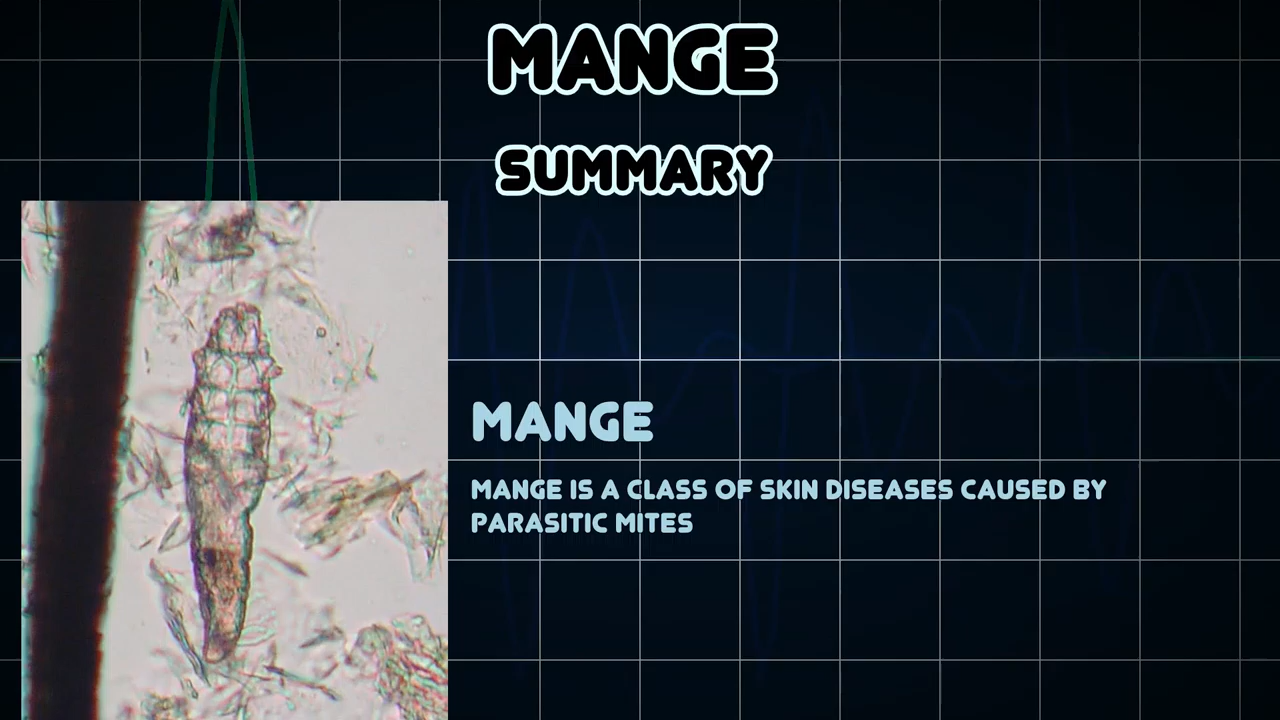 MANGE
SUMMARY
MANGE
MANGE IS A CLASS OF SKIN DISEASES CAUSED BY
PARASITIC MITES